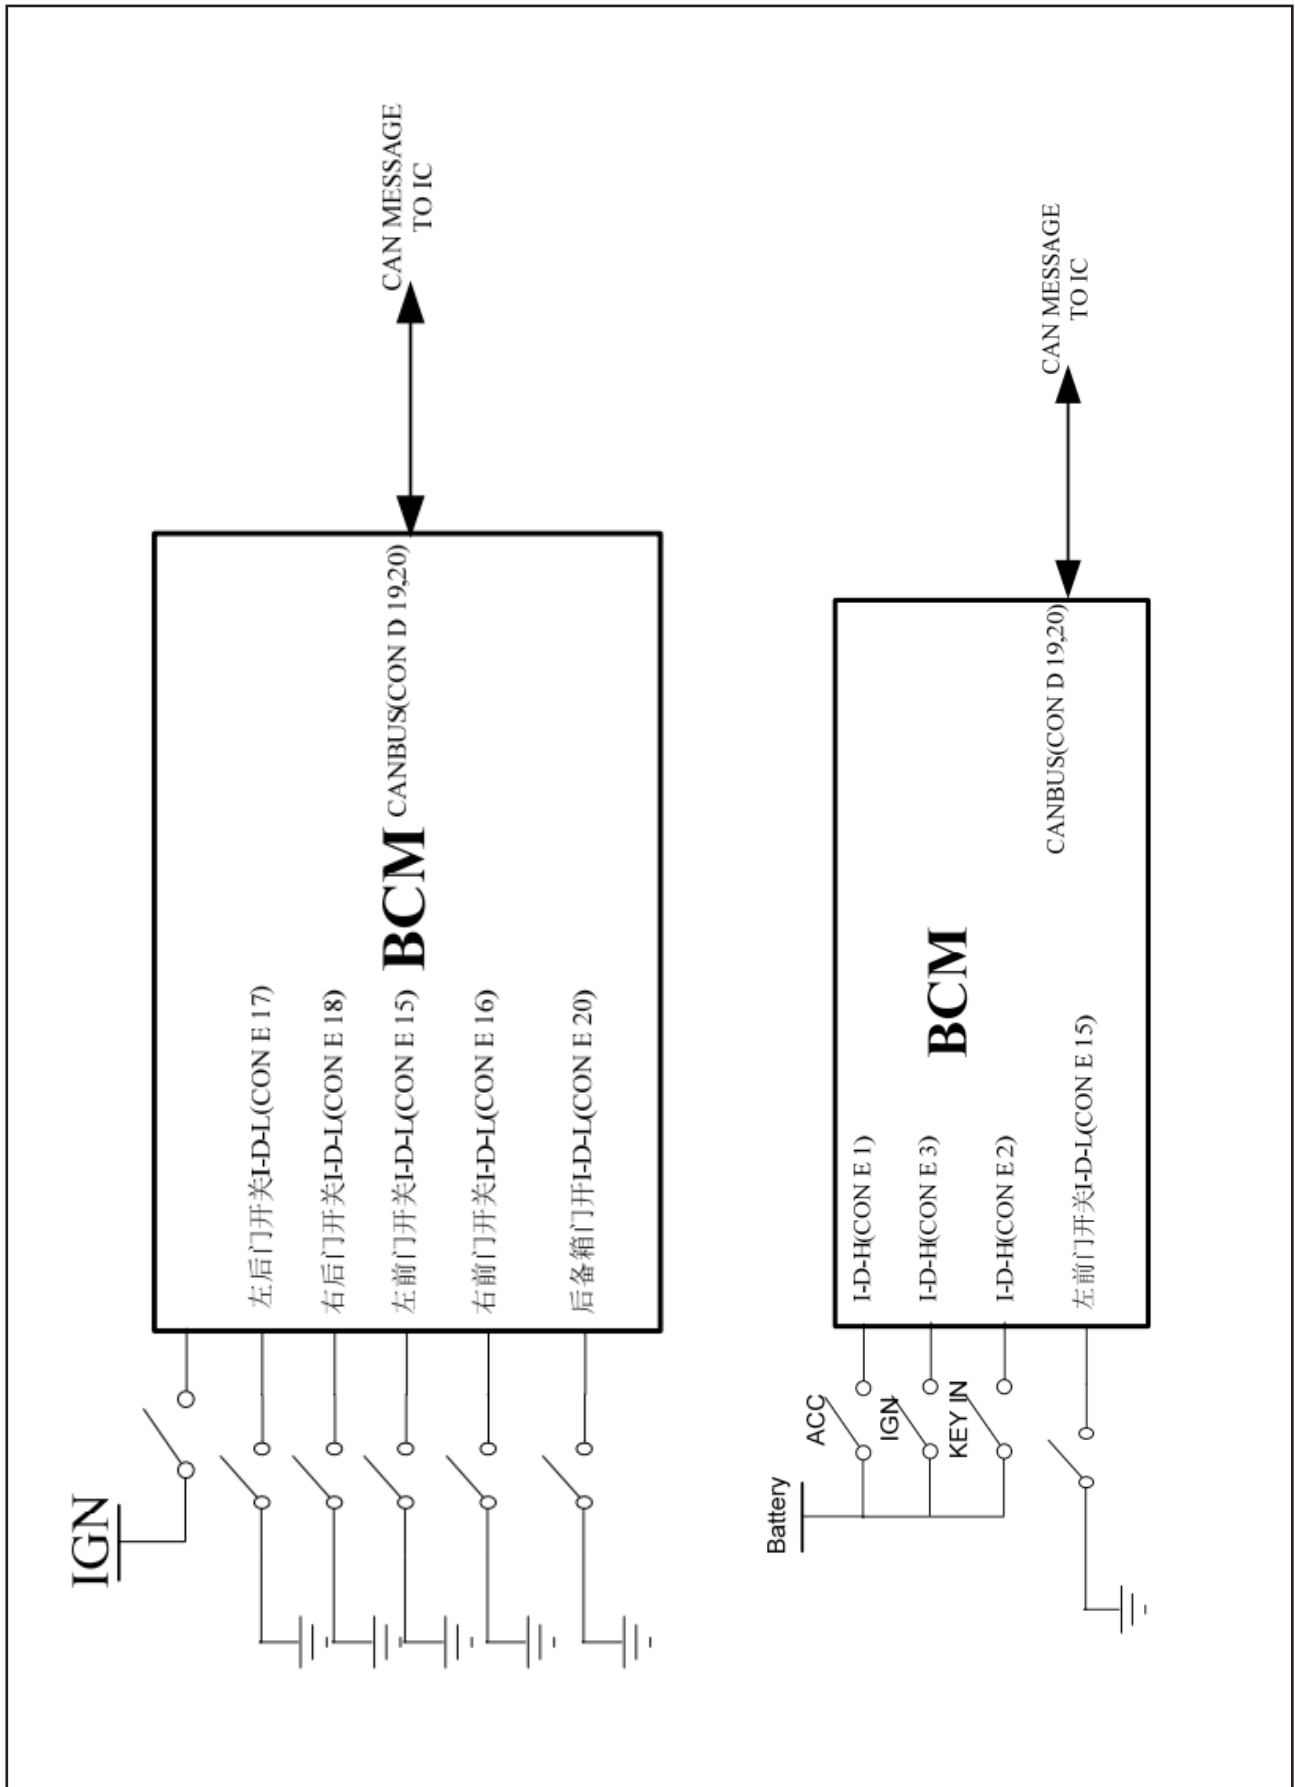 IGN
左后门开关I-D-L(CON E 17)
右后门开关I-D-L(CON E 18)
左前门开关I-D-L(CON E 15)
右前门开关I-D-L(CON E 16)
后备箱门开I-D-L(CON E 20)
BCM
CANBUS(CON D 19,20)
CAN MESSAGE
TO IC
Battery
ACC
IGN
KEY IN
I-D-H(CON E 1)
I-D-H(CON E 3)
I-D-H(CON E 2)
左前门开关I-D-L(CON E 15)
BCM
CANBUS(CON D 19,20)
CAN MESSAGE
TO IC